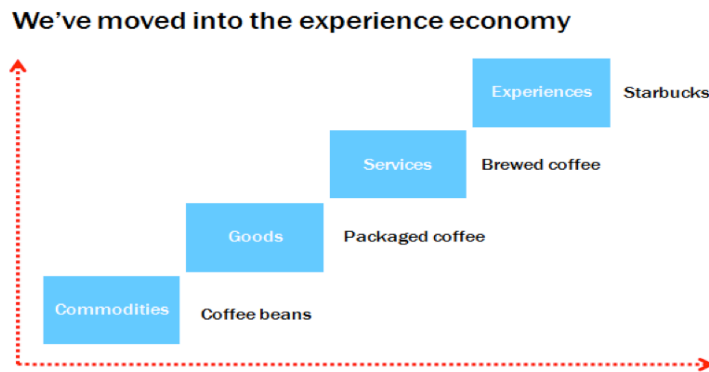 We've moved into the experience economy
Experiences Starbucks
Services Brewed coffee
Goods Packaged coffee
Commodities Coffee beans